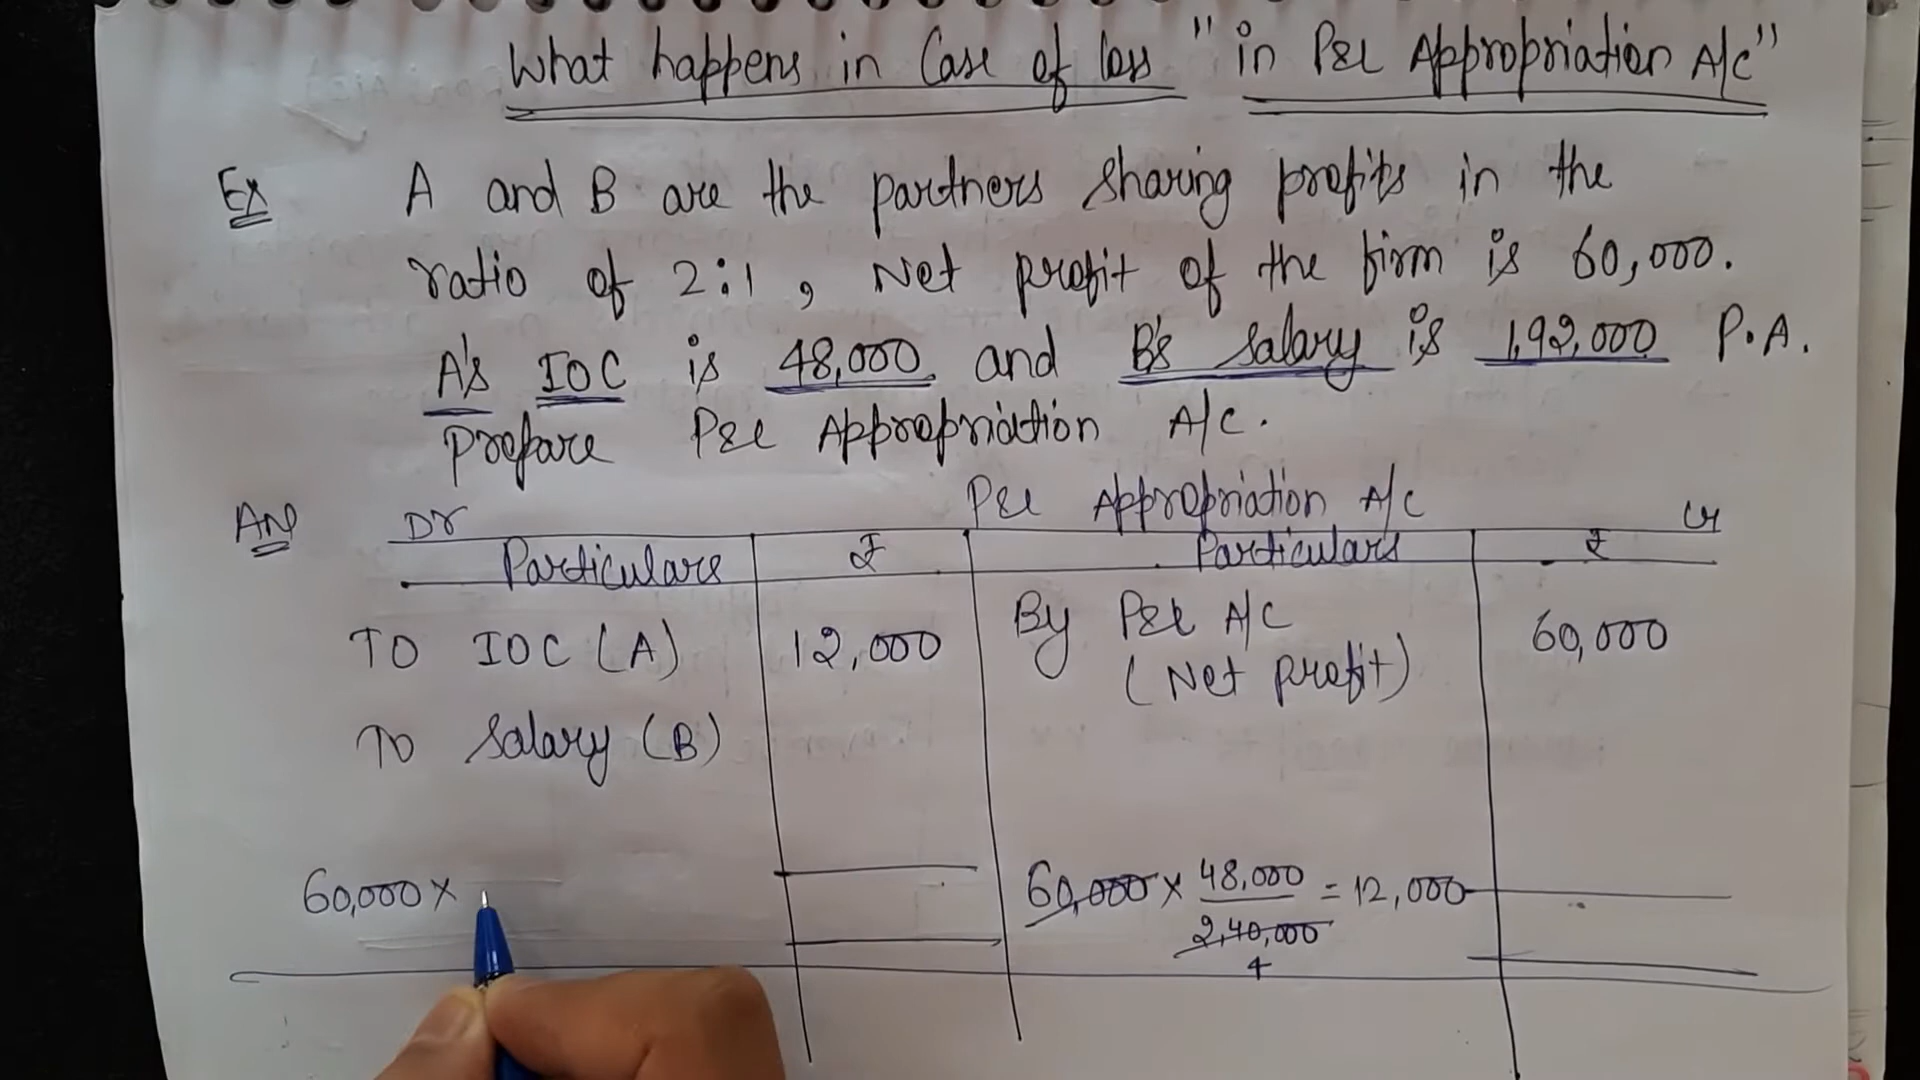 What happens in Case of loss "in P&L Appropriation A/c"
Ex A and B are the partners sharing profits in the
ratio of 2:1, Net profit of the firm is 60,000.
A's IOC is 48,000 and B's salary is 1,92,000 P.A.
Prepare P&L Appropriation A/C.
Ans Dr P&L Appropriation A/C Cr
Particulars ₹ Particulars ₹
TO IOC (A) 12,000 By P&L A/C 60,000
(Net profit)
TO Salary (B)
60,000 × 60,000 × 48,000 = 12,000
2,40,000
4